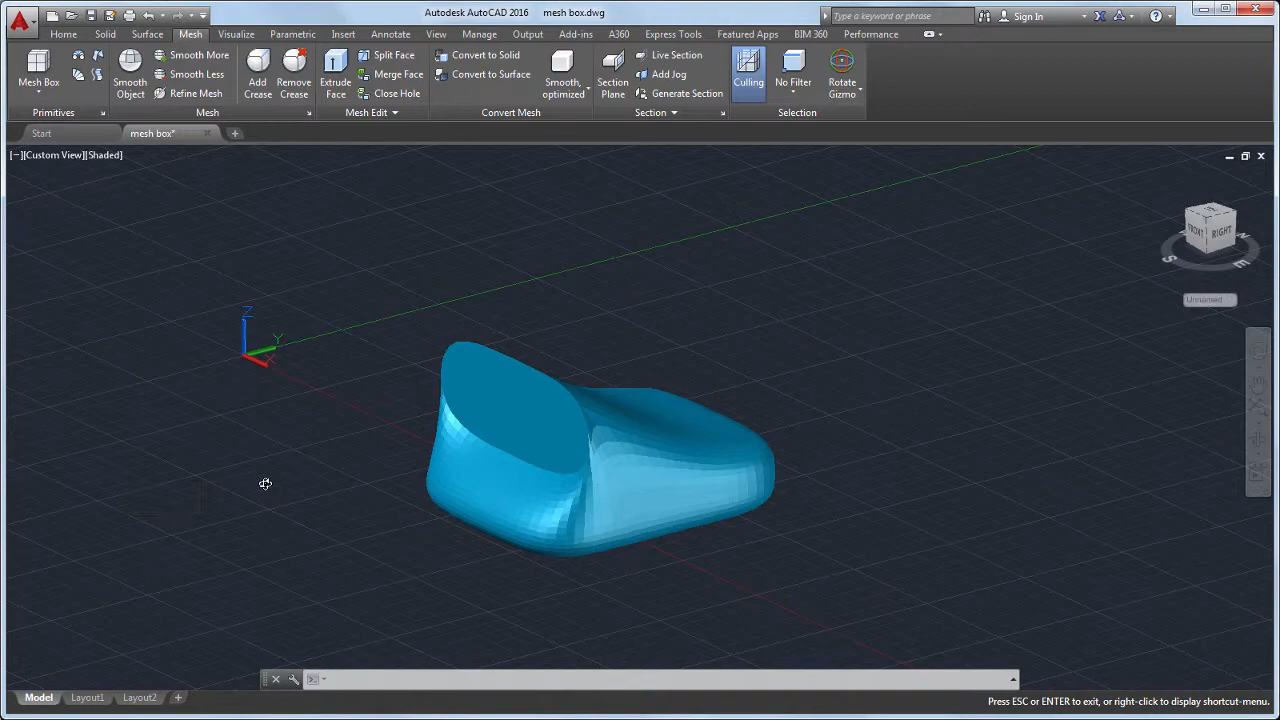 Autodesk AutoCAD 2016 mesh box.dwg
Type a keyword or phrase
Sign In
Home Solid Surface Mesh Visualize Parametric Insert Annotate View Manage Output Add-ins A360 Express Tools Featured Apps BIM 360 Performance
Mesh Box
Smooth Object
Smooth More
Smooth Less
Refine Mesh
Add Crease
Remove Crease
Extrude Face
Split Face
Merge Face
Close Hole
Convert to Solid
Convert to Surface
Smooth, optimized
Section Plane
Live Section
Add Jog
Generate Section
Culling
No Filter
Rotate Gizmo
Primitives Mesh Mesh Edit Convert Mesh Section Selection
Start mesh box*
[−][Custom View][Shaded]
FRONT RIGHT
S E
Unnamed
Z
Y
X
Model Layout1 Layout2
Press ESC or ENTER to exit, or right-click to display shortcut-menu.